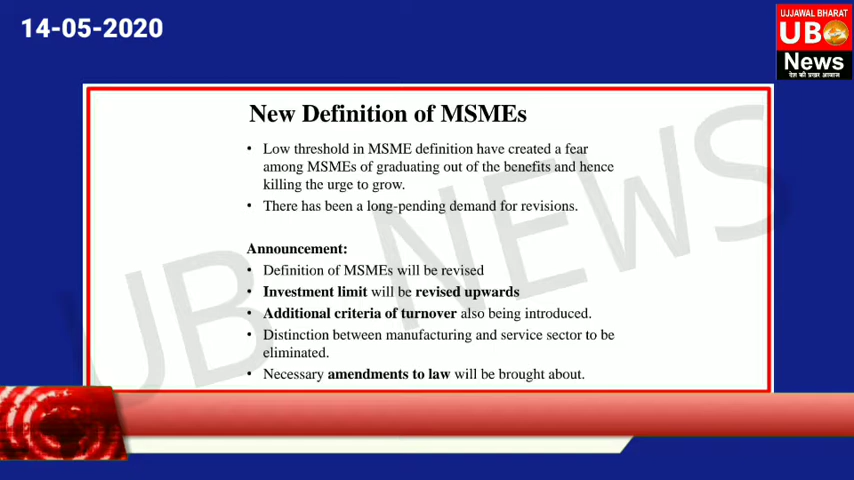 14-05-2020
UJJAWAL BHARAT
UB
News
देश की प्रखर आवाज
New Definition of MSMEs
• Low threshold in MSME definition have created a fear
among MSMEs of graduating out of the benefits and hence
killing the urge to grow.
• There has been a long-pending demand for revisions.
Announcement:
• Definition of MSMEs will be revised
• Investment limit will be revised upwards
• Additional criteria of turnover also being introduced.
• Distinction between manufacturing and service sector to be
eliminated.
• Necessary amendments to law will be brought about.
UB NEWS